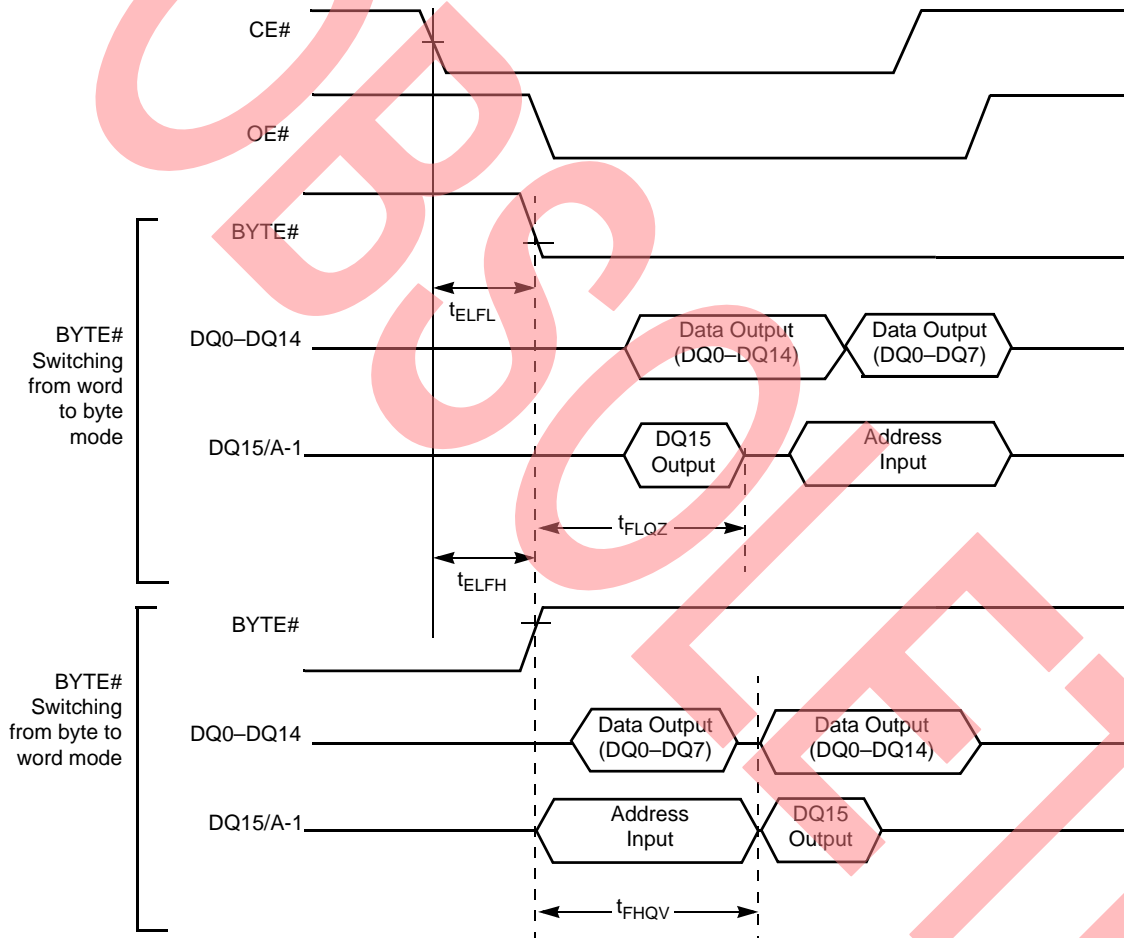 CE#
OE#
BYTE#
tELFL
BYTE#
Switching
from word
to byte
mode
DQ0–DQ14
Data Output
(DQ0–DQ14)
Data Output
(DQ0–DQ7)
DQ15/A-1
DQ15
Output
Address
Input
tFLQZ
tELFH
BYTE#
BYTE#
Switching
from byte to
word mode
DQ0–DQ14
Data Output
(DQ0–DQ7)
Data Output
(DQ0–DQ14)
DQ15/A-1
Address
Input
DQ15
Output
tFHQV
OBSOLET